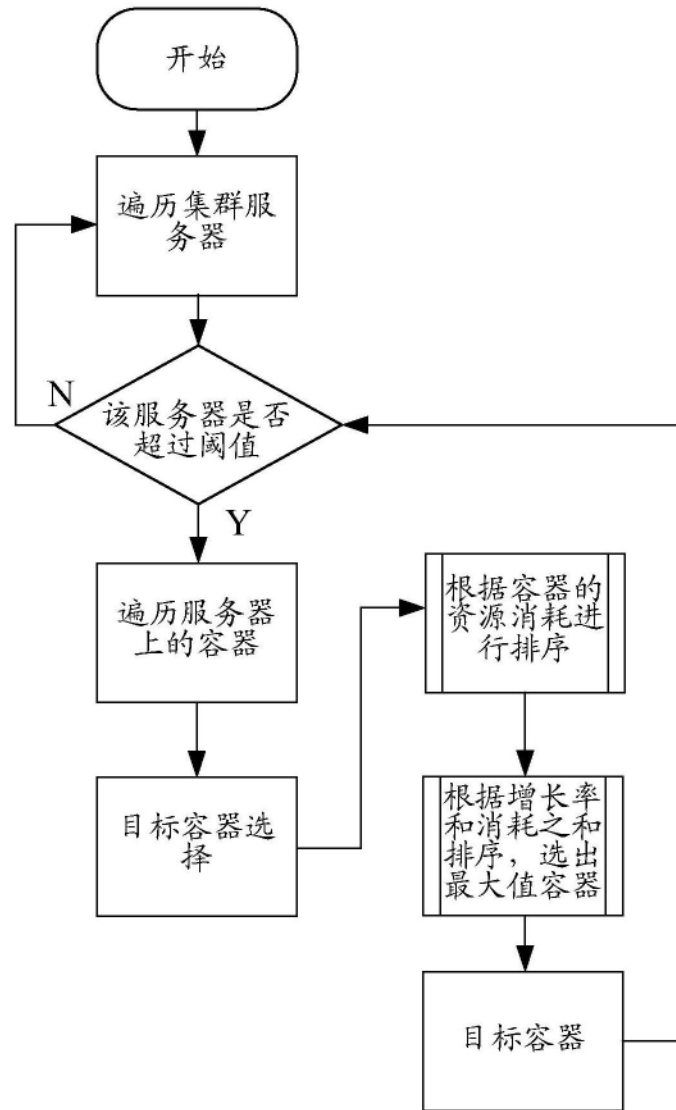 开始
遍历集群服
务器
N
该服务器是否
超过阈值
Y
遍历服务器
上的容器
目标容器选
择
根据容器的
资源消耗进
行排序
根据增长率
和消耗之和
排序，选出
最大值容器
目标容器